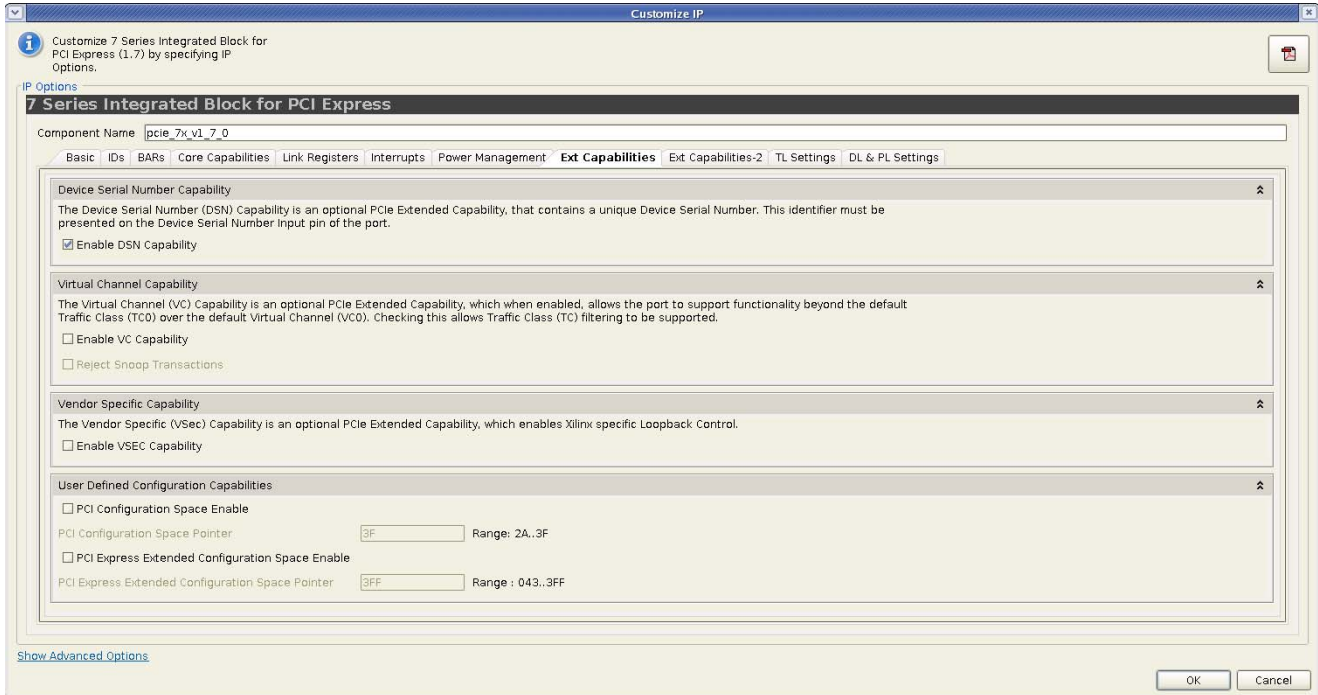 Customize IP
Customize 7 Series Integrated Block for
PCI Express (1.7) by specifying IP
Options.
IP Options
7 Series Integrated Block for PCI Express
Component Name pcie_7x_v1_7_0
Basic IDs BARs Core Capabilities Link Registers Interrupts Power Management Ext Capabilities Ext Capabilities-2 TL Settings DL & PL Settings
Device Serial Number Capability
The Device Serial Number (DSN) Capability is an optional PCIe Extended Capability, that contains a unique Device Serial Number. This identifier must be
presented on the Device Serial Number Input pin of the port.
Enable DSN Capability
Virtual Channel Capability
The Virtual Channel (VC) Capability is an optional PCIe Extended Capability, which when enabled, allows the port to support functionality beyond the default
Traffic Class (TC0) over the default Virtual Channel (VC0). Checking this allows Traffic Class (TC) filtering to be supported.
Enable VC Capability
Reject Snoop Transactions
Vendor Specific Capability
The Vendor Specific (VSec) Capability is an optional PCIe Extended Capability, which enables Xilinx specific Loopback Control.
Enable VSEC Capability
User Defined Configuration Capabilities
PCI Configuration Space Enable
PCI Configuration Space Pointer 3F Range: 2A..3F
PCI Express Extended Configuration Space Enable
PCI Express Extended Configuration Space Pointer 3FF Range : 043..3FF
Show Advanced Options
OK Cancel